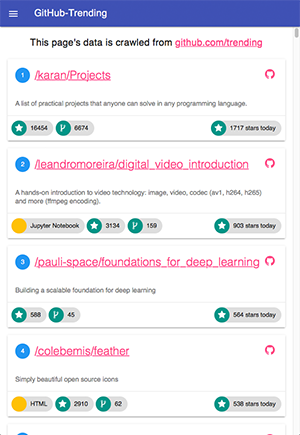 GitHub-Trending
This page's data is crawled from github.com/trending
1 /karan/Projects
A list of practical projects that anyone can solve in any programming language.
16454 6674 1717 stars today
2 /leandromoreira/digital_video_introduction
A hands-on introduction to video technology: image, video, codec (av1, h264, h265)
and more (ffmpeg encoding).
Jupyter Notebook 3134 159 903 stars today
3 /pauli-space/foundations_for_deep_learning
Building a scalable foundation for deep learning
588 45 564 stars today
4 /colebemis/feather
Simply beautiful open source icons
HTML 2910 62 538 stars today